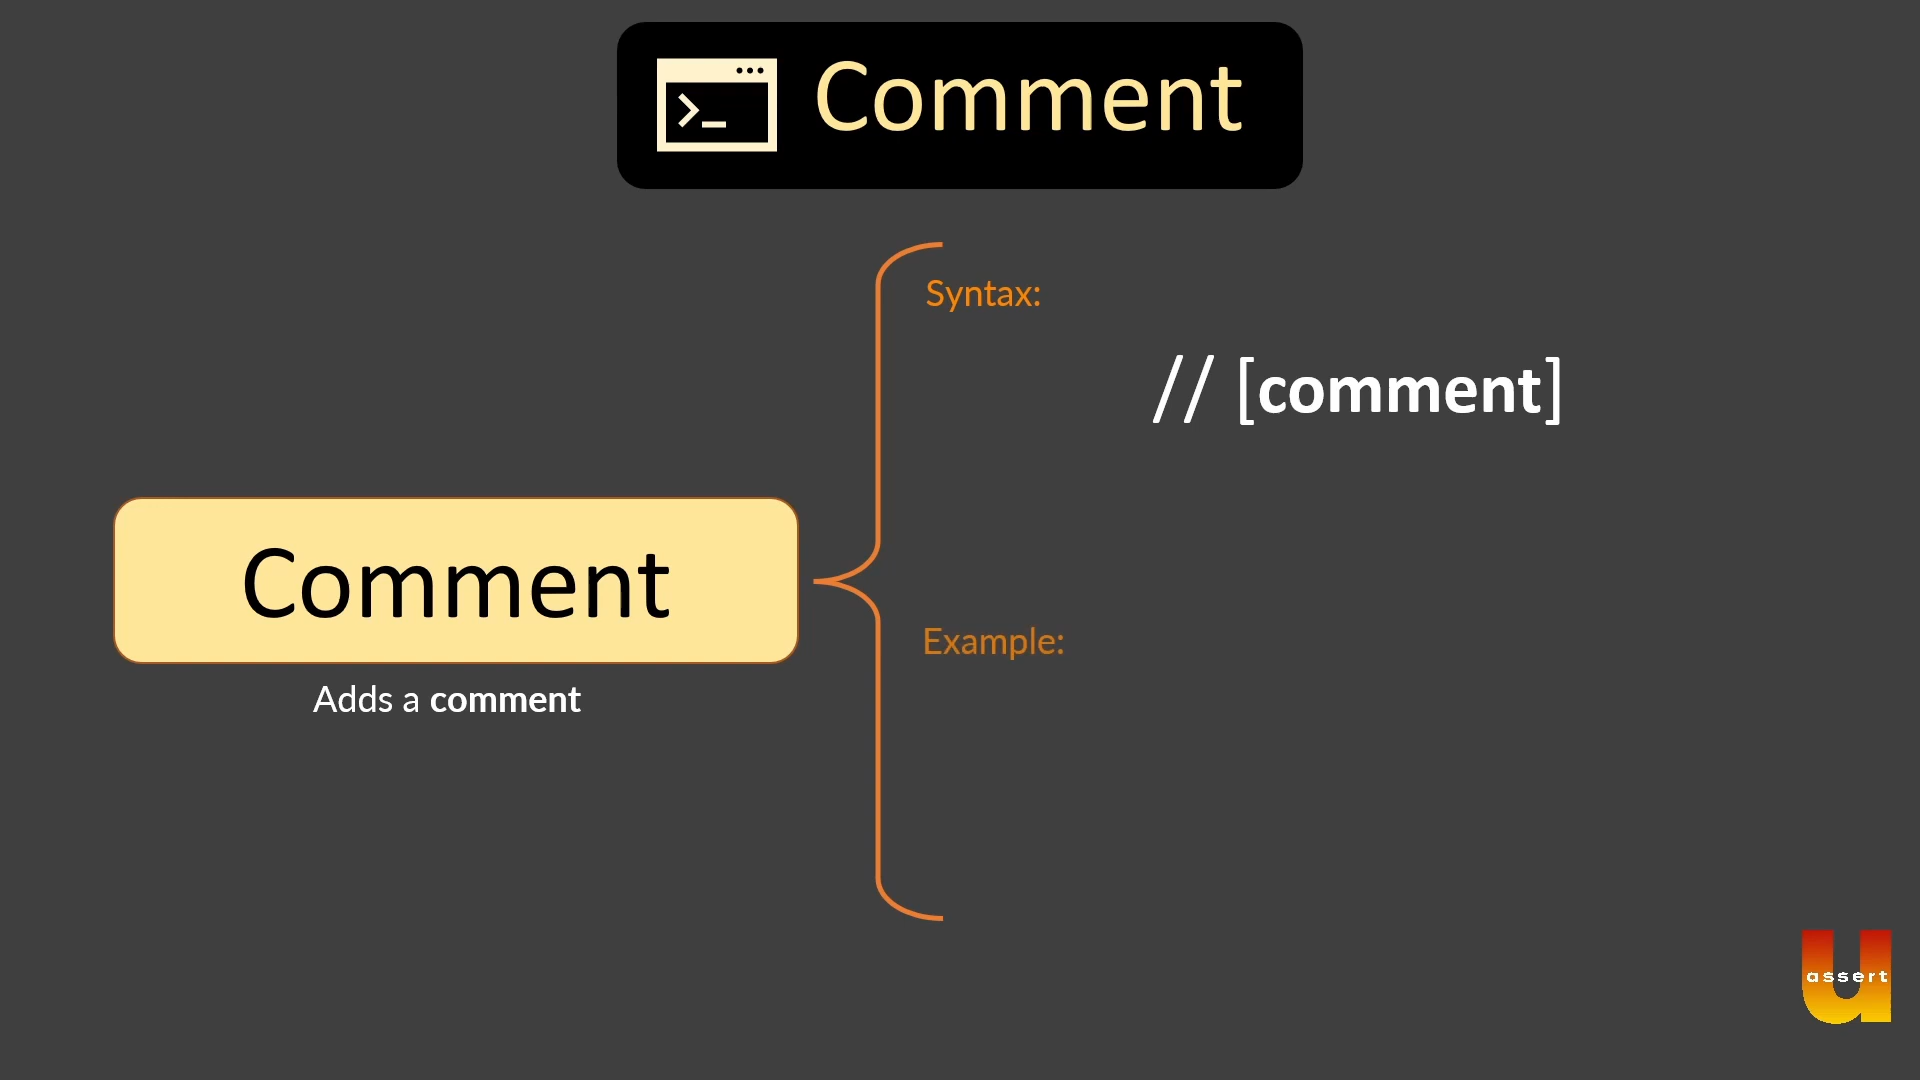 >_ Comment
Syntax:
// [comment]
Comment
Adds a comment
Example:
u
assert